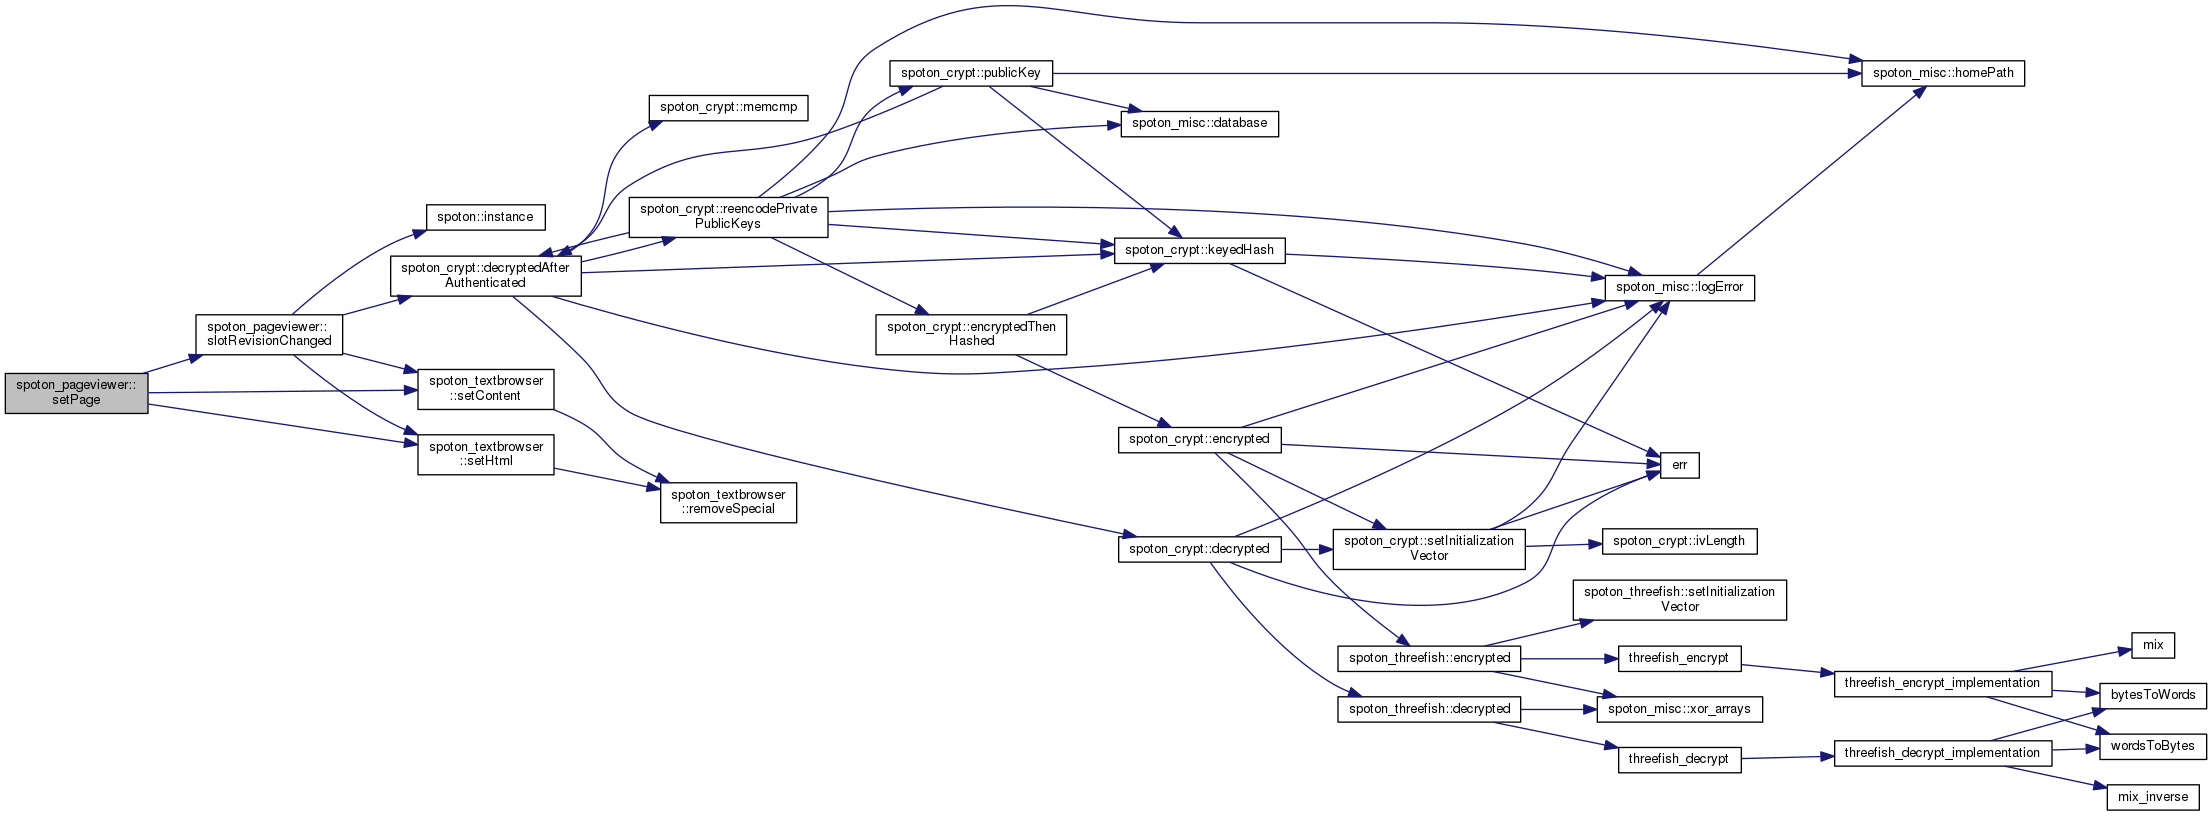 spoton_pageviewer::
setPage
spoton_pageviewer::
slotRevisionChanged
spoton::instance
spoton_crypt::decryptedAfter
Authenticated
spoton_textbrowser
::setContent
spoton_textbrowser
::setHtml
spoton_crypt::memcmp
spoton_crypt::reencodePrivate
PublicKeys
spoton_textbrowser
::removeSpecial
spoton_crypt::publicKey
spoton_crypt::encryptedThen
Hashed
spoton_misc::database
spoton_crypt::keyedHash
spoton_crypt::encrypted
spoton_crypt::decrypted
spoton_crypt::setInitialization
Vector
spoton_threefish::encrypted
spoton_threefish::decrypted
spoton_misc::homePath
spoton_misc::logError
err
spoton_crypt::ivLength
spoton_threefish::setInitialization
Vector
threefish_encrypt
spoton_misc::xor_arrays
threefish_decrypt
threefish_encrypt_implementation
threefish_decrypt_implementation
mix
bytesToWords
wordsToBytes
mix_inverse